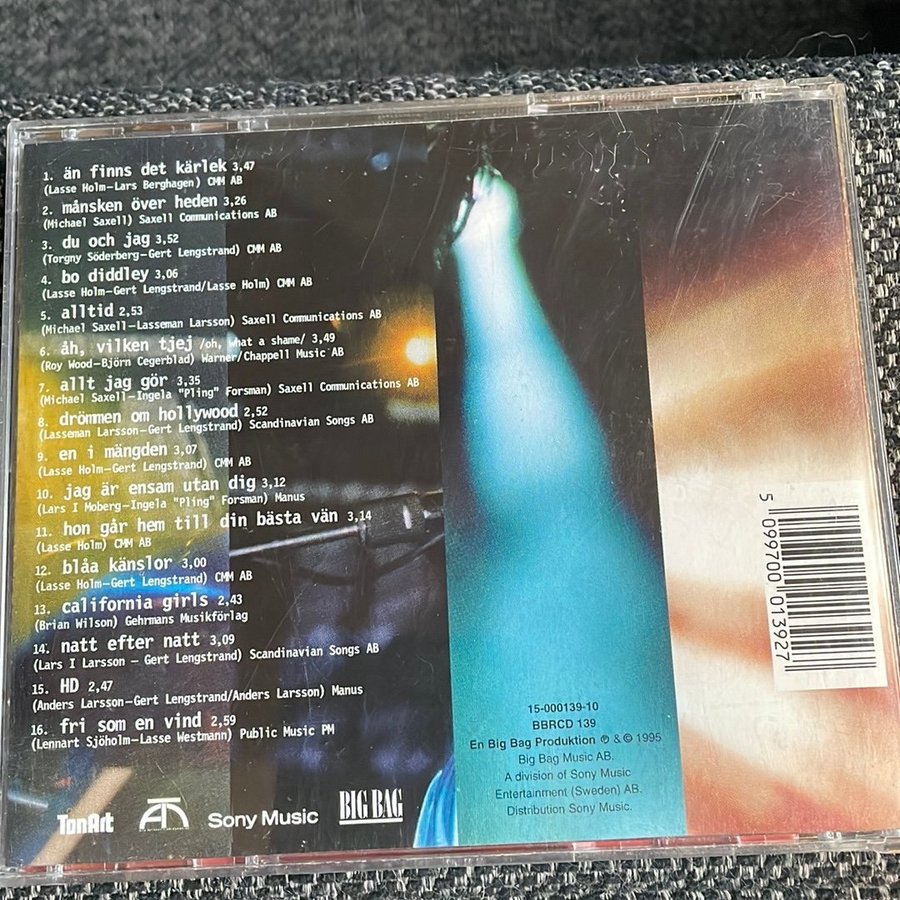 1. än finns det kärlek 3,47
(Lasse Holm-Lars Berghagen) CMM AB
2. månsken över heden 3,26
(Michael Saxell) Saxell Communications AB
3. du och jag 3,52
(Torgny Söderberg-Gert Lengstrand) CMM AB
4. bo diddley 3,06
(Lasse Holm-Gert Lengstrand/Lasse Holm) CMM AB
5. alltid 2,53
(Michael Saxell-Lasseman Larsson) Saxell Communications AB
6. åh, vilken tjej /oh, what a shame/ 3,49
(Roy Wood-Björn Cegerblad) Warner/Chappell Music AB
7. allt jag gör 3,35
(Michael Saxell-Ingela "Pling" Forsman) Saxell Communications AB
8. drömmen om hollywood 2,52
(Lasseman Larsson-Gert Lengstrand) Scandinavian Songs AB
9. en i mängden 3,07
(Lasse Holm-Gert Lengstrand) CMM AB
10. jag är ensam utan dig 3,12
(Lars I Moberg-Ingela "Pling" Forsman) Manus
11. hon går hem till din bästa vän 3,14
(Lasse Holm) CMM AB
12. blåa känslor 3,00
(Lasse Holm-Gert Lengstrand) CMM AB
13. california girls 2,43
(Brian Wilson) Gehrmans Musikförlag
14. natt efter natt 3,09
(Lars I Larsson - Gert Lengstrand) Scandinavian Songs AB
15. HD 2,47
(Anders Larsson-Gert Lengstrand/Anders Larsson) Manus
16. fri som en vind 2,59
(Lennart Sjöholm-Lasse Westmann) Public Music PM
TonArt
Sony Music
BIG BAG
15-000139-10
BBRCD 139
En Big Bag Produktion ℗ & © 1995
Big Bag Music AB.
A division of Sony Music
Entertainment (Sweden) AB.
Distribution Sony Music.
5 099700 013927